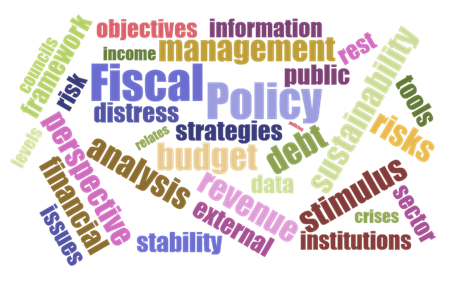 objectives information
councils framework income management rest
risk Fiscal public
distress Policy sustainability tools
levels relates strategies debt risks
perspective analysis budget
financial revenue data stimulus sector
issues external crises
stability institutions